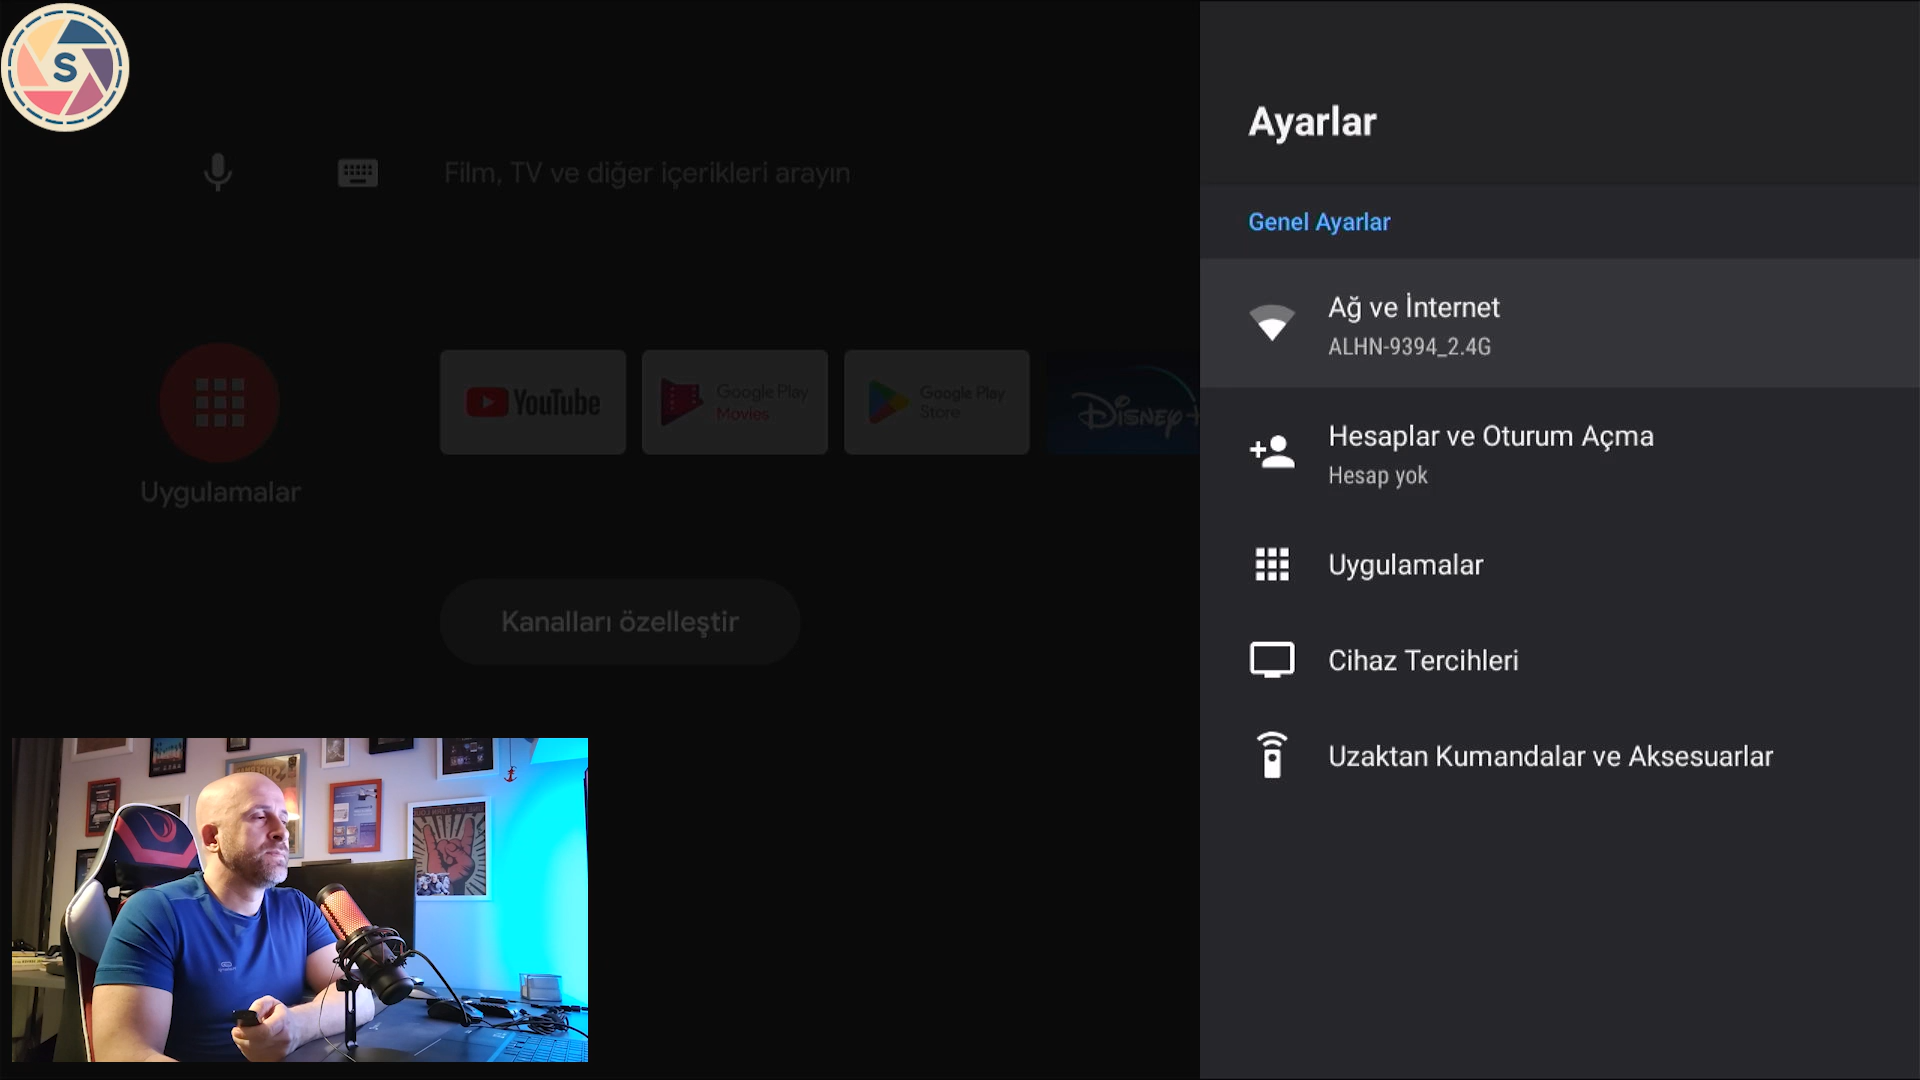 S
Film, TV ve diğer içerikleri arayın
Uygulamalar
YouTube
Google Play
Movies
Google Play
Store
Disney+
Kanalları özelleştir
Ayarlar
Genel Ayarlar
Ağ ve İnternet
ALHN-9394_2.4G
Hesaplar ve Oturum Açma
Hesap yok
Uygulamalar
Cihaz Tercihleri
Uzaktan Kumandalar ve Aksesuarlar